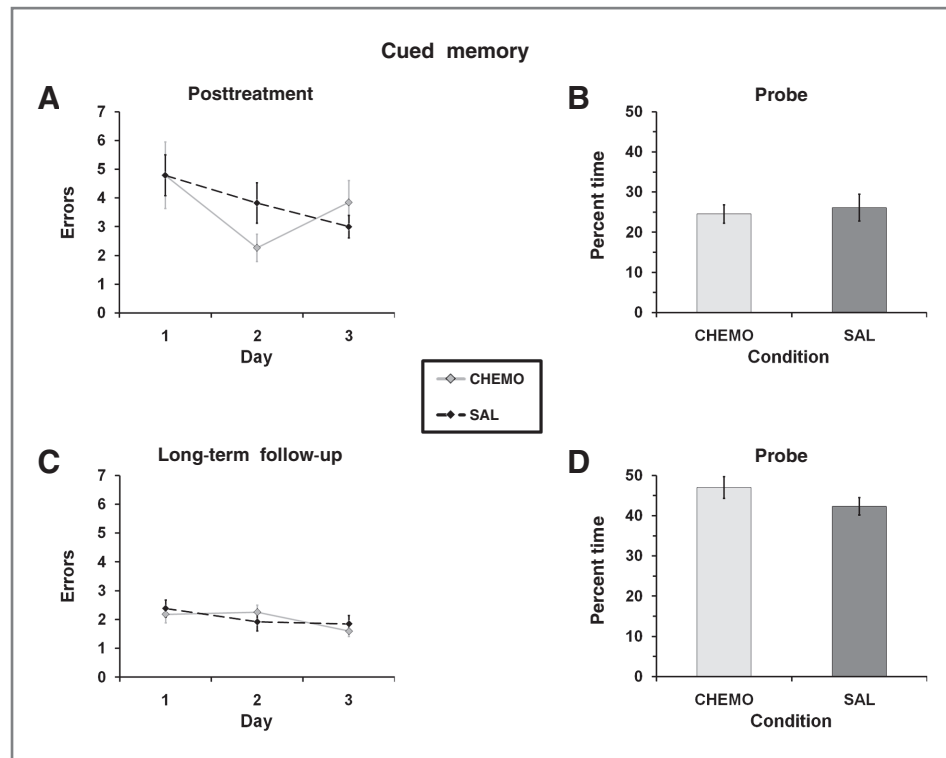 Cued memory
A
Posttreatment
7
6
5
4
3
2
1
0
Errors
1 2 3
Day
B
Probe
50
40
30
20
10
0
Percent time
CHEMO SAL
Condition
CHEMO
SAL
C
Long-term follow-up
7
6
5
4
3
2
1
0
Errors
1 2 3
Day
D
Probe
50
40
30
20
10
0
Percent time
CHEMO SAL
Condition